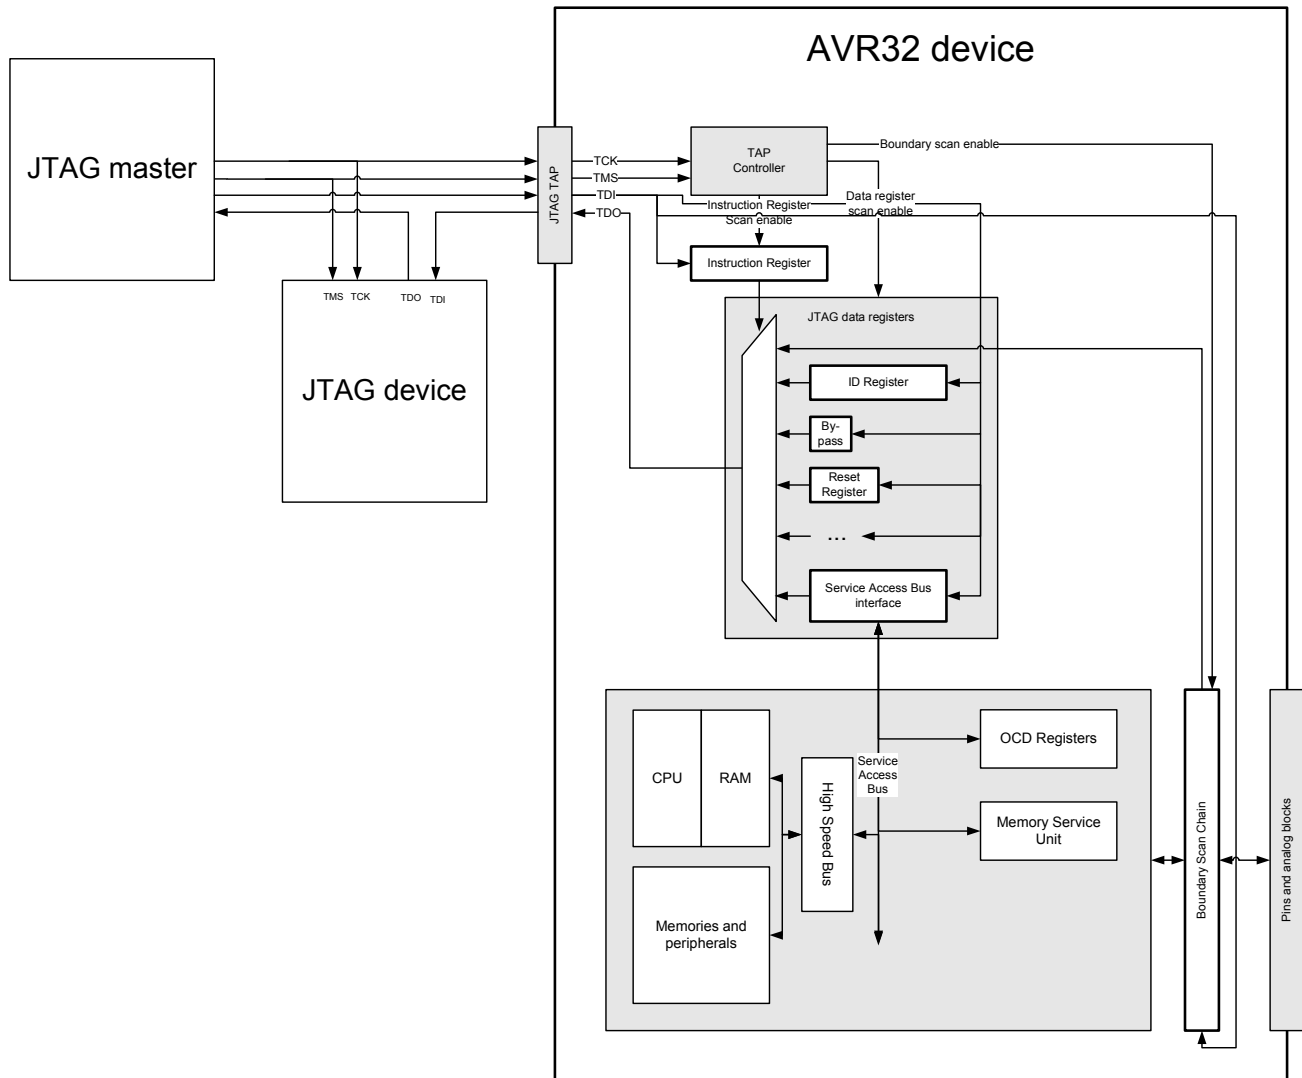 AVR32 device
JTAG master
JTAG TAP
TCK
TMS
TDI
TDO
TAP
Controller
Boundary scan enable
Data register
scan enable
Instruction Register
Scan enable
Instruction Register
TMS
TCK
TDO
TDI
JTAG device
JTAG data registers
ID Register
By-
pass
Reset
Register
...
Service Access Bus
interface
CPU
RAM
High Speed Bus
Service
Access
Bus
OCD Registers
Memory Service
Unit
Memories and
peripherals
Boundary Scan Chain
Pins and analog blocks